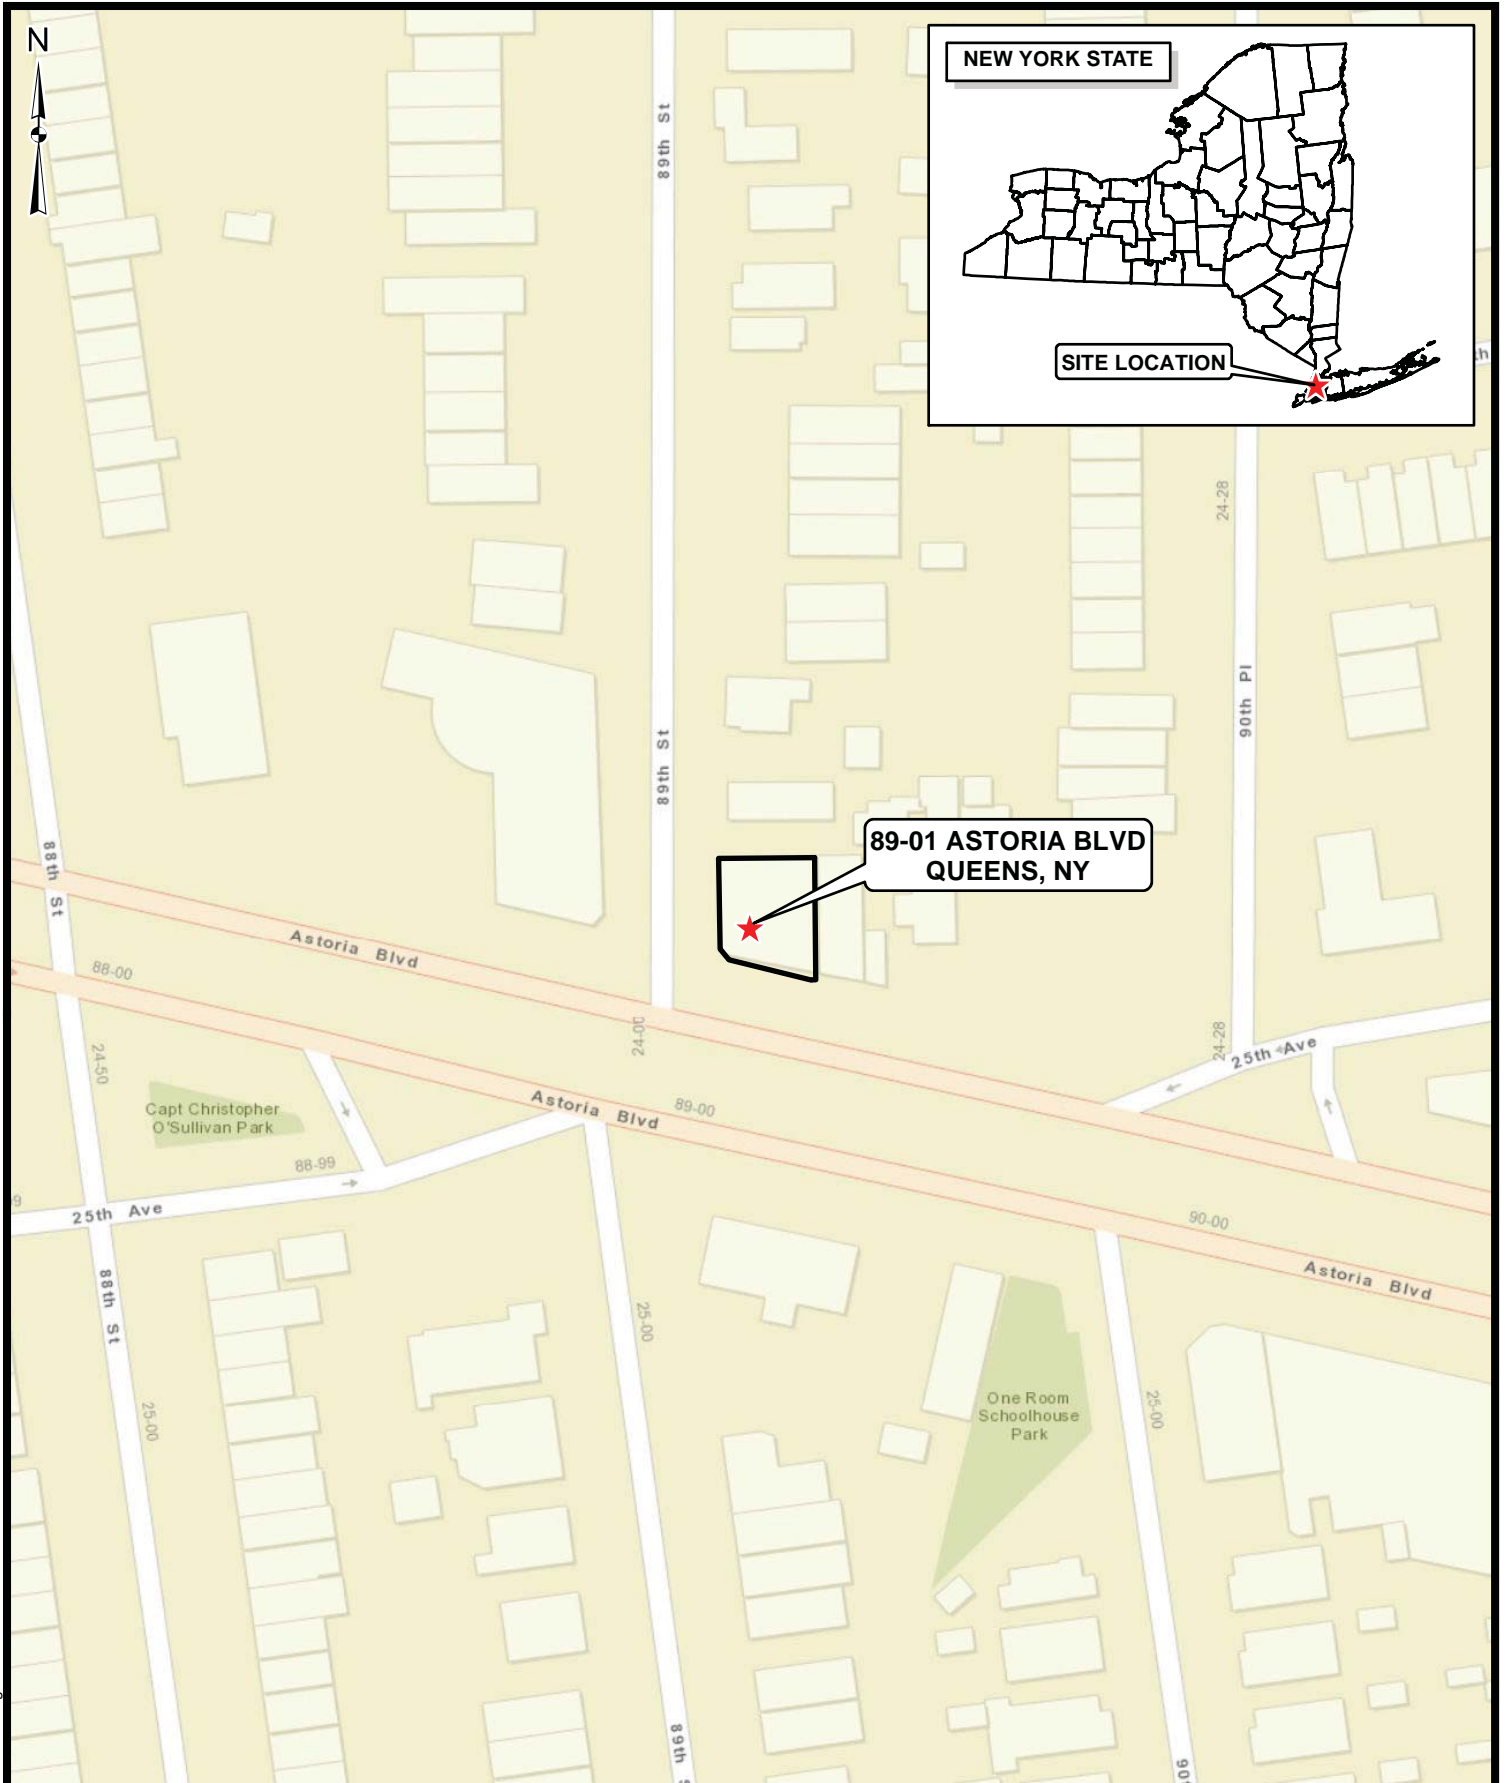 N
NEW YORK STATE
SITE LOCATION
89th St
24-28
90th Pl
89th St
88th St
89-01 ASTORIA BLVD
QUEENS, NY
Astoria Blvd
88-00
24-00
24-28
25th Ave
24-50
Capt Christopher
O'Sullivan Park
Astoria Blvd
89-00
88-99
25th Ave
90-00
Astoria Blvd
88th St
25-00
25-00
One Room
Schoolhouse
Park
25-00
89th